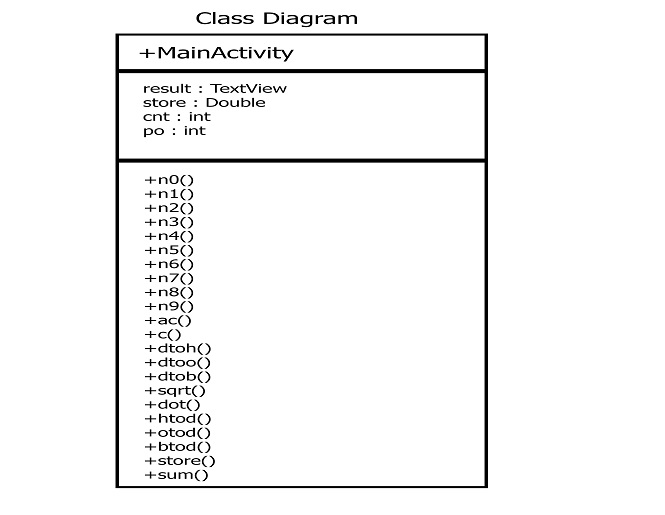 Class Diagram
+MainActivity
result : TextView
store : Double
cnt : int
po : int
+n0()
+n1()
+n2()
+n3()
+n4()
+n5()
+n6()
+n7()
+n8()
+n9()
+ac()
+c()
+dtoh()
+dtoo()
+dtob()
+sqrt()
+dot()
+htod()
+otod()
+btod()
+store()
+sum()